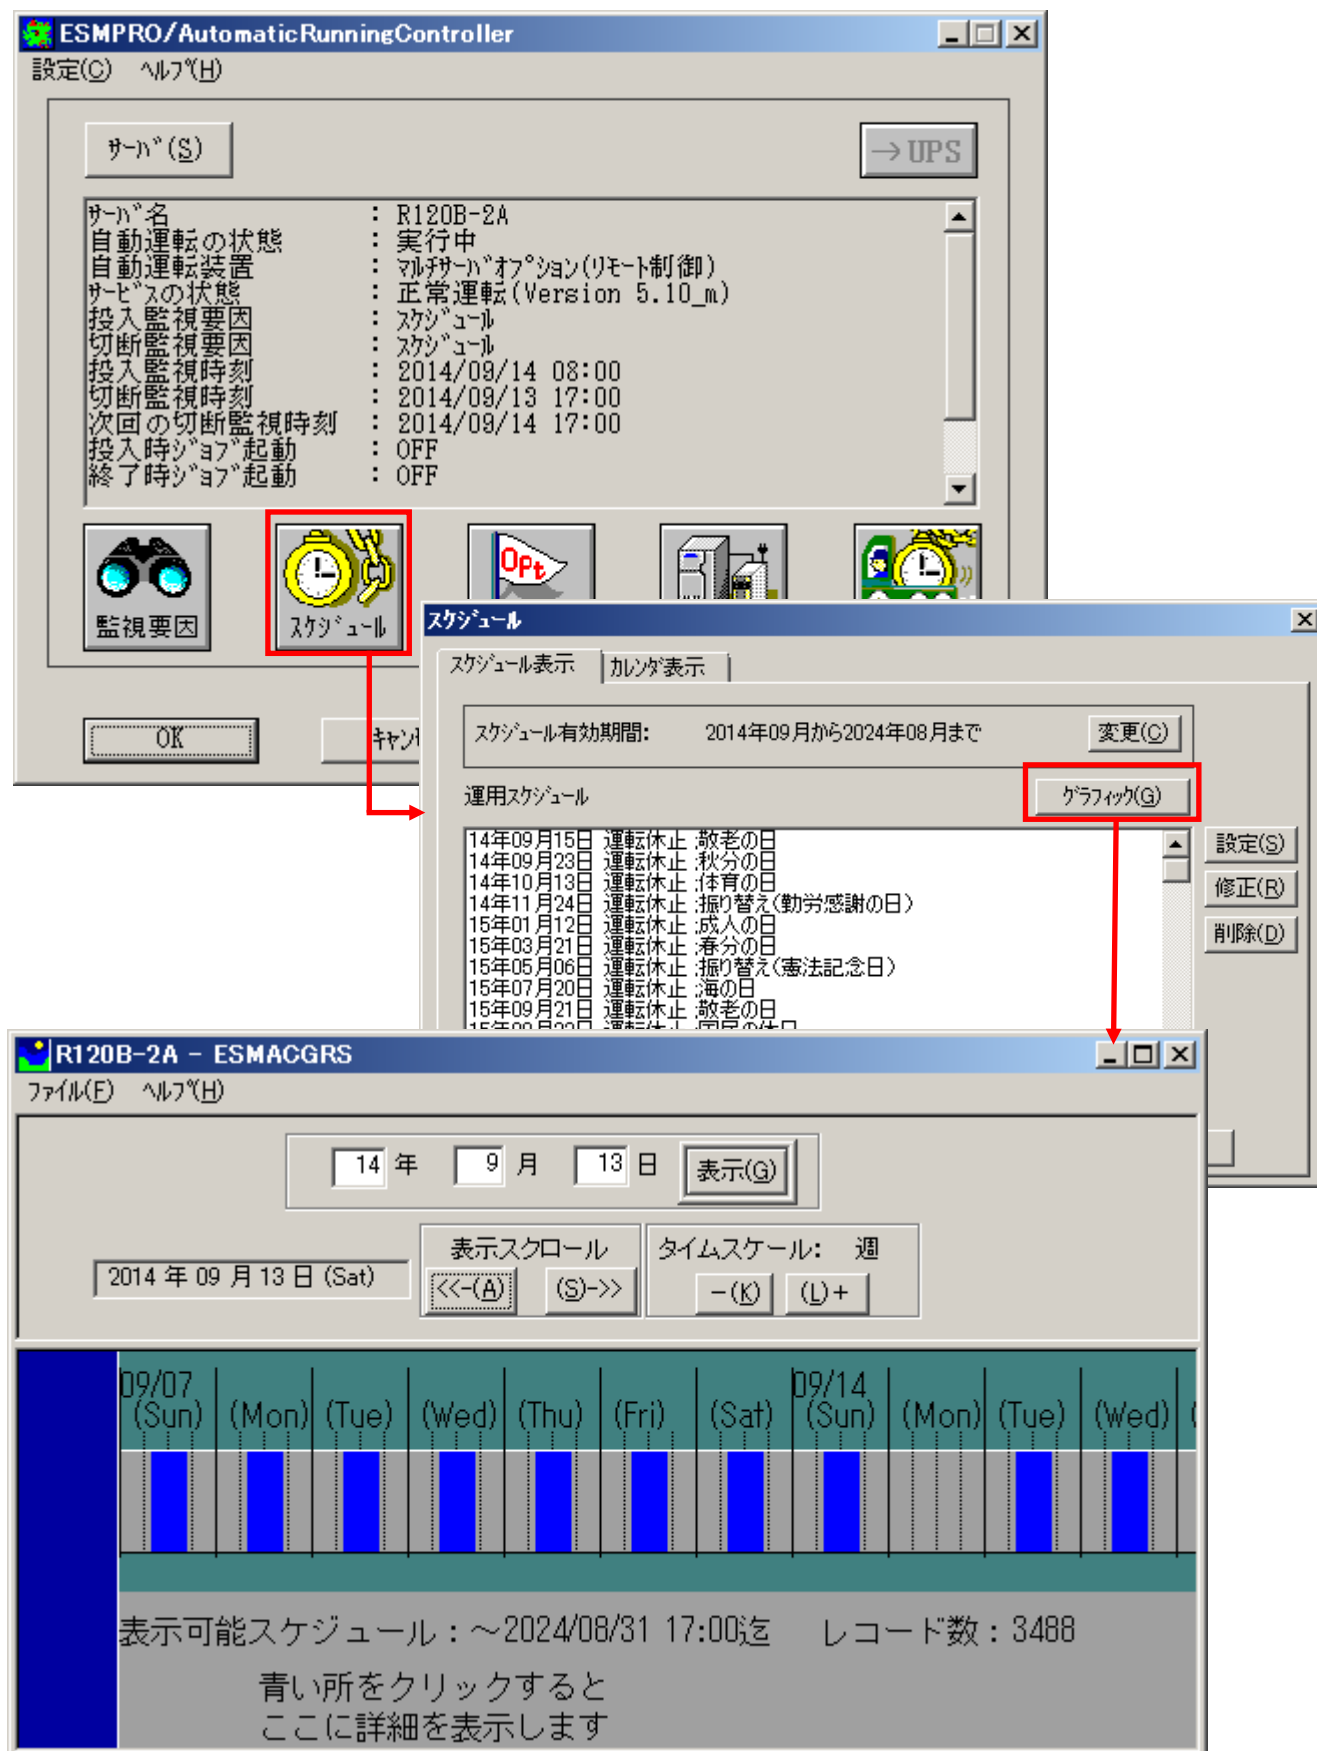 ESMPRO/AutomaticRunningController
設定(C) ﾍﾙﾌﾟ(H)
ｻｰﾊﾞ(S)
→UPS
ｻｰﾊﾞ名 : R120B-2A
自動運転の状態 : 実行中
自動運転装置 : ﾏﾙﾁｻｰﾊﾞｵﾌﾟｼｮﾝ(ﾘﾓｰﾄ制御)
ｻｰﾋﾞｽの状態 : 正常運転(Version 5.10_m)
投入監視要因 : ｽｹｼﾞｭｰﾙ
切断監視要因 : ｽｹｼﾞｭｰﾙ
投入監視時刻 : 2014/09/14 08:00
切断監視時刻 : 2014/09/13 17:00
次回の切断監視時刻 : 2014/09/14 17:00
投入時ｼﾞｮﾌﾞ起動 : OFF
終了時ｼﾞｮﾌﾞ起動 : OFF
監視要因
ｽｹｼﾞｭｰﾙ
OPt
OK
ｷｬﾝ
ｽｹｼﾞｭｰﾙ
ｽｹｼﾞｭｰﾙ表示 ｶﾚﾝﾀﾞ表示
ｽｹｼﾞｭｰﾙ有効期間: 2014年09月から2024年08月まで 変更(C)
運用ｽｹｼﾞｭｰﾙ
ｸﾞﾗﾌｨｯｸ(G)
14年09月15日 運転休止 ;敬老の日
14年09月23日 運転休止 ;秋分の日
14年10月13日 運転休止 ;体育の日
14年11月24日 運転休止 ;振り替え(勤労感謝の日)
15年01月12日 運転休止 ;成人の日
15年03月21日 運転休止 ;春分の日
15年05月06日 運転休止 ;振り替え(憲法記念日)
15年07月20日 運転休止 ;海の日
15年09月21日 運転休止 ;敬老の日
15年09月22日 運転休止 ;国民の休日
設定(S)
修正(R)
削除(D)
R120B-2A - ESMACGRS
ﾌｧｲﾙ(F) ﾍﾙﾌﾟ(H)
14 年 9 月 13 日 表示(G)
2014 年 09 月 13 日 (Sat)
表示スクロール
<<-(A) (S)->>
タイムスケール: 週
-(K) (L)+
09/07 09/14
(Sun) (Mon) (Tue) (Wed) (Thu) (Fri) (Sat) (Sun) (Mon) (Tue) (Wed) (
表示可能スケジュール:～2024/08/31 17:00迄 レコード数:3488
青い所をクリックすると
ここに詳細を表示します